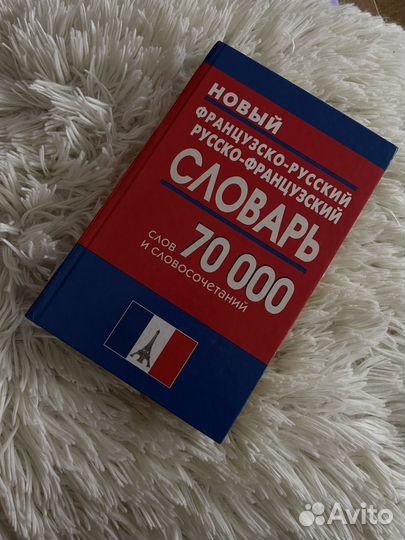 НОВЫЙ
ФРАНЦУЗСКО-РУССКИЙ
РУССКО-ФРАНЦУЗСКИЙ
СЛОВАРЬ
70 000
СЛОВ
И СЛОВОСОЧЕТАНИЙ
Avito